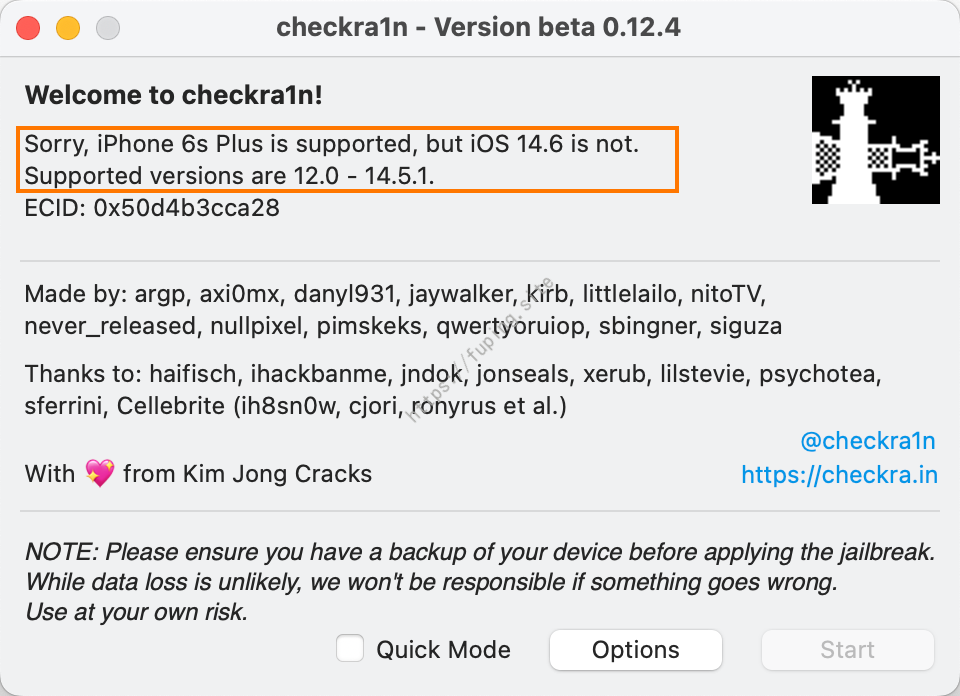 checkra1n - Version beta 0.12.4
Welcome to checkra1n!
Sorry, iPhone 6s Plus is supported, but iOS 14.6 is not.
Supported versions are 12.0 - 14.5.1.
ECID: 0x50d4b3cca28
Made by: argp, axi0mx, danyl931, jaywalker, kirb, littlelailo, nitoTV,
never_released, nullpixel, pimskeks, qwertyoruiop, sbingner, siguza
Thanks to: haifisch, ihackbanme, jndok, jonseals, xerub, lilstevie, psychotea,
sferrini, Cellebrite (ih8sn0w, cjori, ronyrus et al.)
@checkra1n
With 💖 from Kim Jong Cracks
https://checkra.in
NOTE: Please ensure you have a backup of your device before applying the jailbreak.
While data loss is unlikely, we won't be responsible if something goes wrong.
Use at your own risk.
Quick Mode
Options
Start